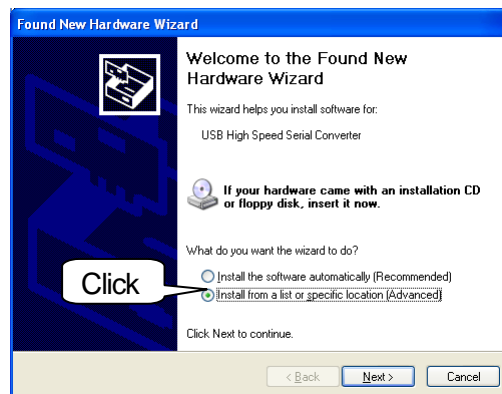 Found New Hardware Wizard
Welcome to the Found New
Hardware Wizard
This wizard helps you install software for:
USB High Speed Serial Converter
If your hardware came with an installation CD
or floppy disk, insert it now.
What do you want the wizard to do?
Install the software automatically (Recommended)
Click
Install from a list or specific location (Advanced)
Click Next to continue.
< Back Next > Cancel